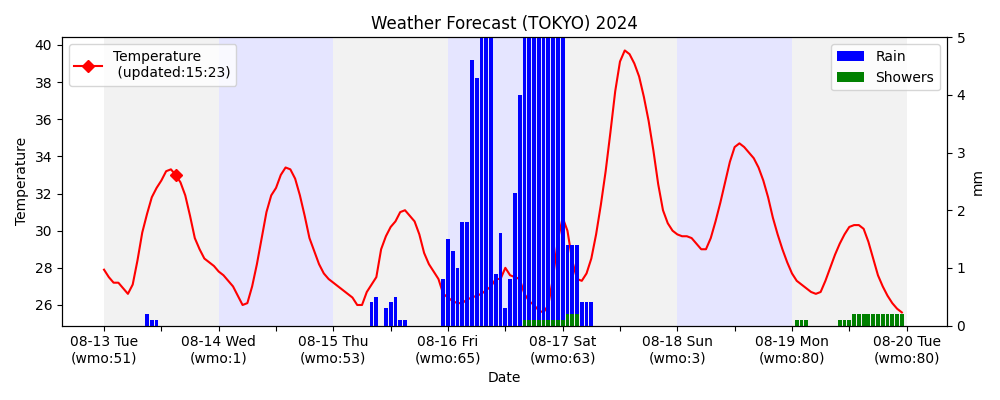 Weather Forecast (TOKYO) 2024
Temperature
(updated:15:23)
Rain
Showers
40
38
36
34
32
30
28
26
Temperature
5
4
3
2
1
0
mm
08-13 Tue
(wmo:51)
08-14 Wed
(wmo:1)
08-15 Thu
(wmo:53)
08-16 Fri
(wmo:65)
08-17 Sat
(wmo:63)
08-18 Sun
(wmo:3)
08-19 Mon
(wmo:80)
08-20 Tue
(wmo:80)
Date